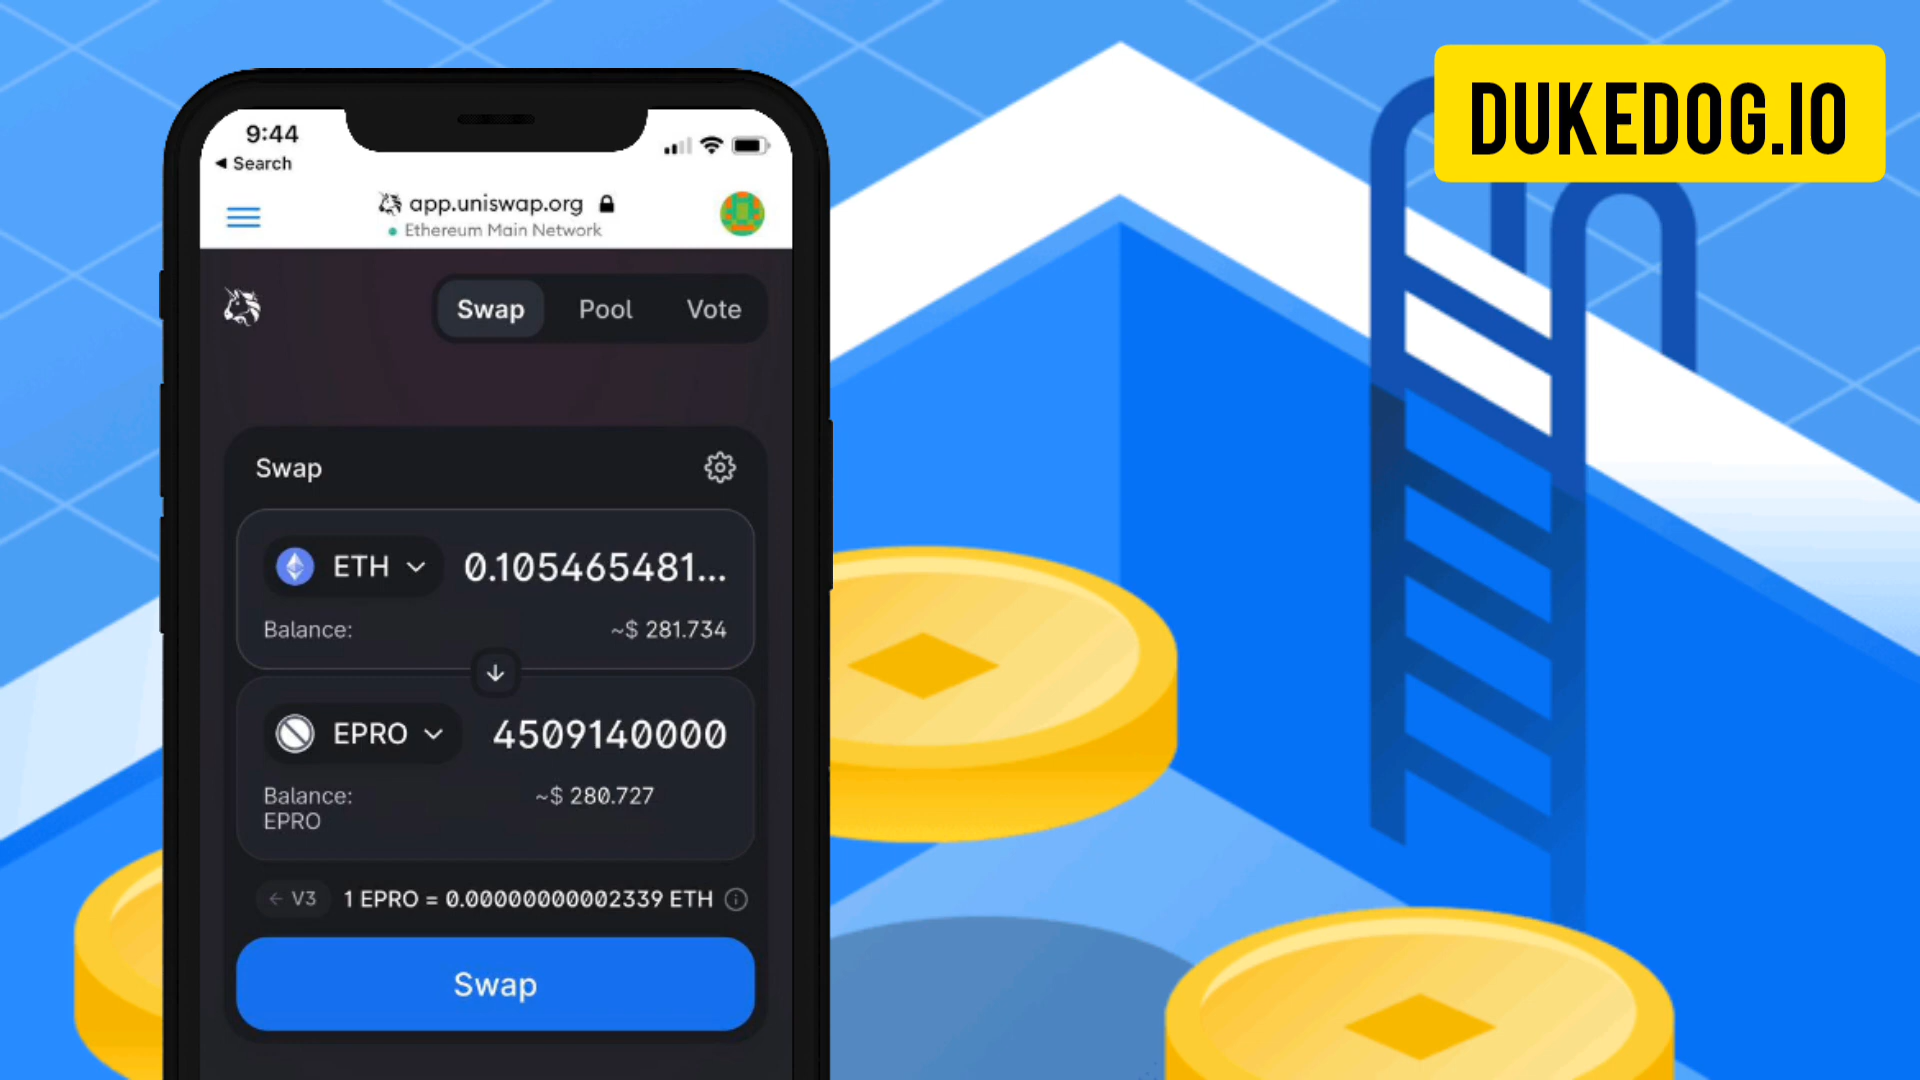 DUKEDOG.IO
9:44
◀ Search
app.uniswap.org
Ethereum Main Network
Swap Pool Vote
Swap
ETH 0.105465481...
Balance: ~$ 281.734
EPRO 4509140000
Balance: ~$ 280.727
EPRO
← V3 1 EPRO = 0.00000000002339 ETH
Swap